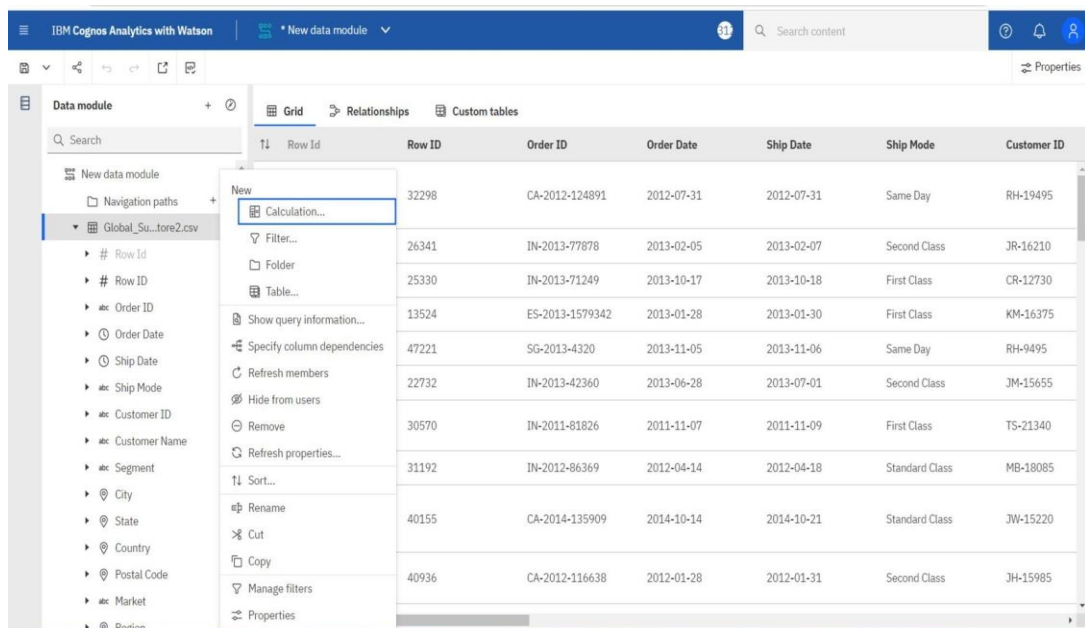 IBM Cognos Analytics with Watson
* New data module
31
Search content
Properties
Data module
+
Search
New data module
Navigation paths +
Global_Su...tore2.csv
# Row Id
# Row ID
abc Order ID
Order Date
Ship Date
abc Ship Mode
abc Customer ID
abc Customer Name
abc Segment
City
State
Country
Postal Code
abc Market
Region
New
Calculation...
Filter...
Folder
Table...
Show query information...
Specify column dependencies
Refresh members
Hide from users
Remove
Refresh properties...
Sort...
Rename
Cut
Copy
Manage filters
Properties
Grid Relationships Custom tables
Row Id Row ID Order ID Order Date Ship Date Ship Mode Customer ID
32298 CA-2012-124891 2012-07-31 2012-07-31 Same Day RH-19495
26341 IN-2013-77878 2013-02-05 2013-02-07 Second Class JR-16210
25330 IN-2013-71249 2013-10-17 2013-10-18 First Class CR-12730
13524 ES-2013-1579342 2013-01-28 2013-01-30 First Class KM-16375
47221 SG-2013-4320 2013-11-05 2013-11-06 Same Day RH-9495
22732 IN-2013-42360 2013-06-28 2013-07-01 Second Class JM-15655
30570 IN-2011-81826 2011-11-07 2011-11-09 First Class TS-21340
31192 IN-2012-86369 2012-04-14 2012-04-18 Standard Class MB-18085
40155 CA-2014-135909 2014-10-14 2014-10-21 Standard Class JW-15220
40936 CA-2012-116638 2012-01-28 2012-01-31 Second Class JH-15985